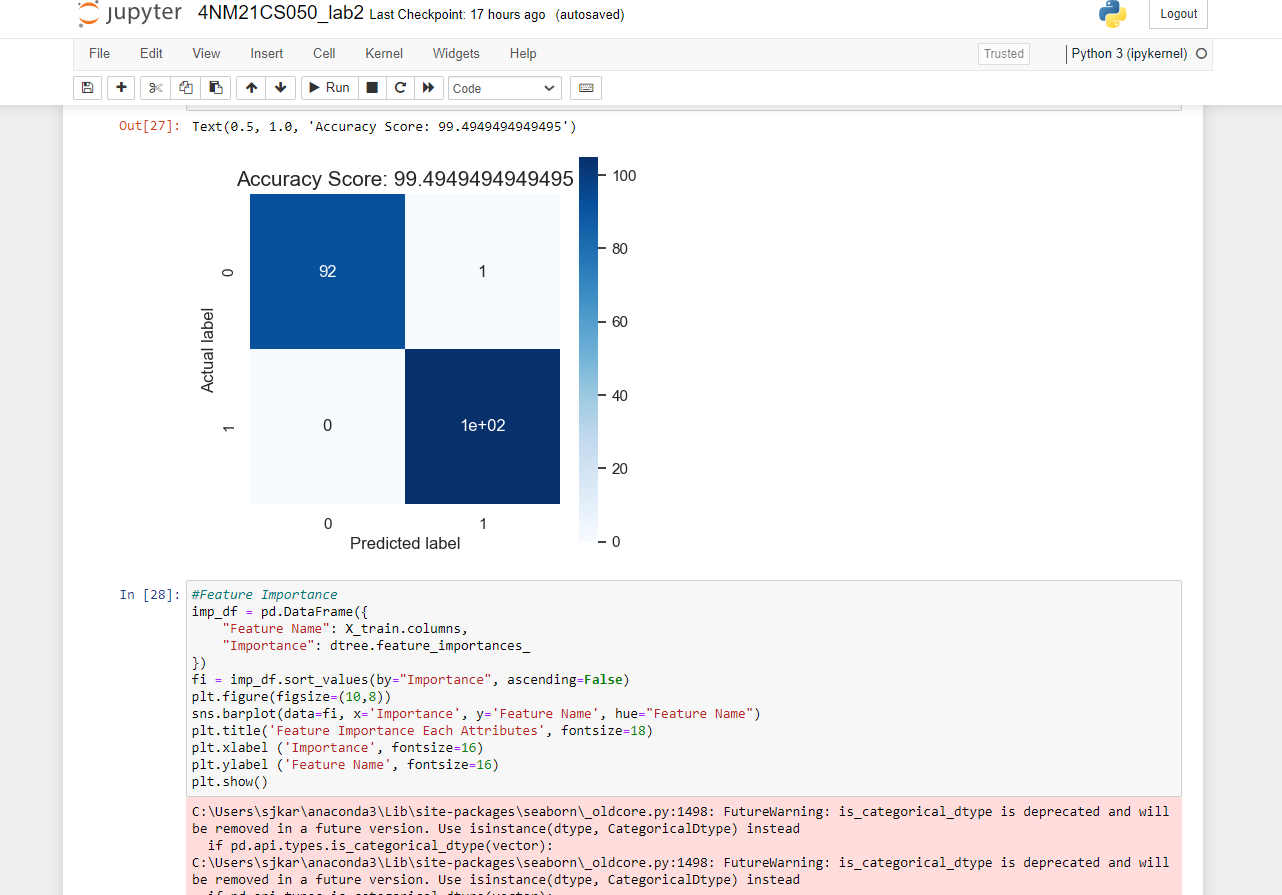 jupyter 4NM21CS050_lab2 Last Checkpoint: 17 hours ago (autosaved)
Logout
File Edit View Insert Cell Kernel Widgets Help
Trusted
Python 3 (ipykernel)
Run
Code
Out[27]: Text(0.5, 1.0, 'Accuracy Score: 99.4949494949495')
Accuracy Score: 99.4949494949495
100
80
60
40
20
0
92
1
0
1e+02
0
1
Actual label
0
1
Predicted label
In [28]: #Feature Importance
imp_df = pd.DataFrame({
    "Feature Name": X_train.columns,
    "Importance": dtree.feature_importances_
})
fi = imp_df.sort_values(by="Importance", ascending=False)
plt.figure(figsize=(10,8))
sns.barplot(data=fi, x='Importance', y='Feature Name', hue="Feature Name")
plt.title('Feature Importance Each Attributes', fontsize=18)
plt.xlabel ('Importance', fontsize=16)
plt.ylabel ('Feature Name', fontsize=16)
plt.show()
C:\Users\sjkar\anaconda3\Lib\site-packages\seaborn\_oldcore.py:1498: FutureWarning: is_categorical_dtype is deprecated and will
be removed in a future version. Use isinstance(dtype, CategoricalDtype) instead
  if pd.api.types.is_categorical_dtype(vector):
C:\Users\sjkar\anaconda3\Lib\site-packages\seaborn\_oldcore.py:1498: FutureWarning: is_categorical_dtype is deprecated and will
be removed in a future version. Use isinstance(dtype, CategoricalDtype) instead
  if pd.api.types.is_categorical_dtype(vector):